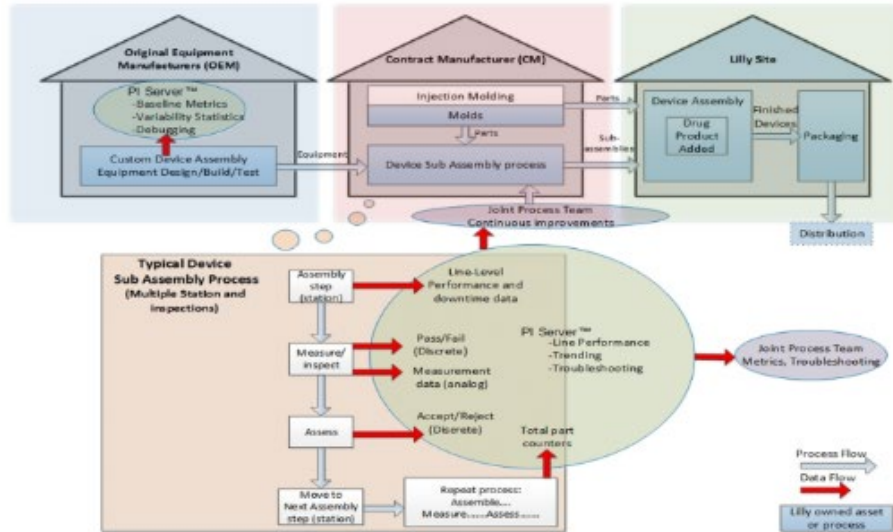 Original Equipment
Manufacturers (OEM)
PI Server™
-Baseline Metrics
-Variability Statistics
-Debugging
Custom Device Assembly
Equipment Design/Build/Test
Equipment
Contract Manufacturer (CM)
Injection Molding
Molds
Parts
Device Sub Assembly process
Parts
Sub-
assemblies
Lilly Site
Device Assembly
Drug
Product
Added
Finished
Devices
Packaging
Distribution
Joint Process Team
Continuous improvements
Typical Device
Sub Assembly Process
(Multiple Station and
inspections)
Assembly
step
(station)
Line-Level
Performance and
downtime data
Measure/
inspect
Pass/Fail
(Discrete)
Measurement
data (analog)
PI Server™
-Line Performance
-Trending
-Troubleshooting
Joint Process Team
Metrics, Troubleshooting
Assess
Accept/Reject
(Discrete)
Total part
counters
Move to
Next Assembly
step (station)
Repeat process:
Assemble....
Measure......Assess......
Process Flow
Data Flow
Lilly owned asset
or process